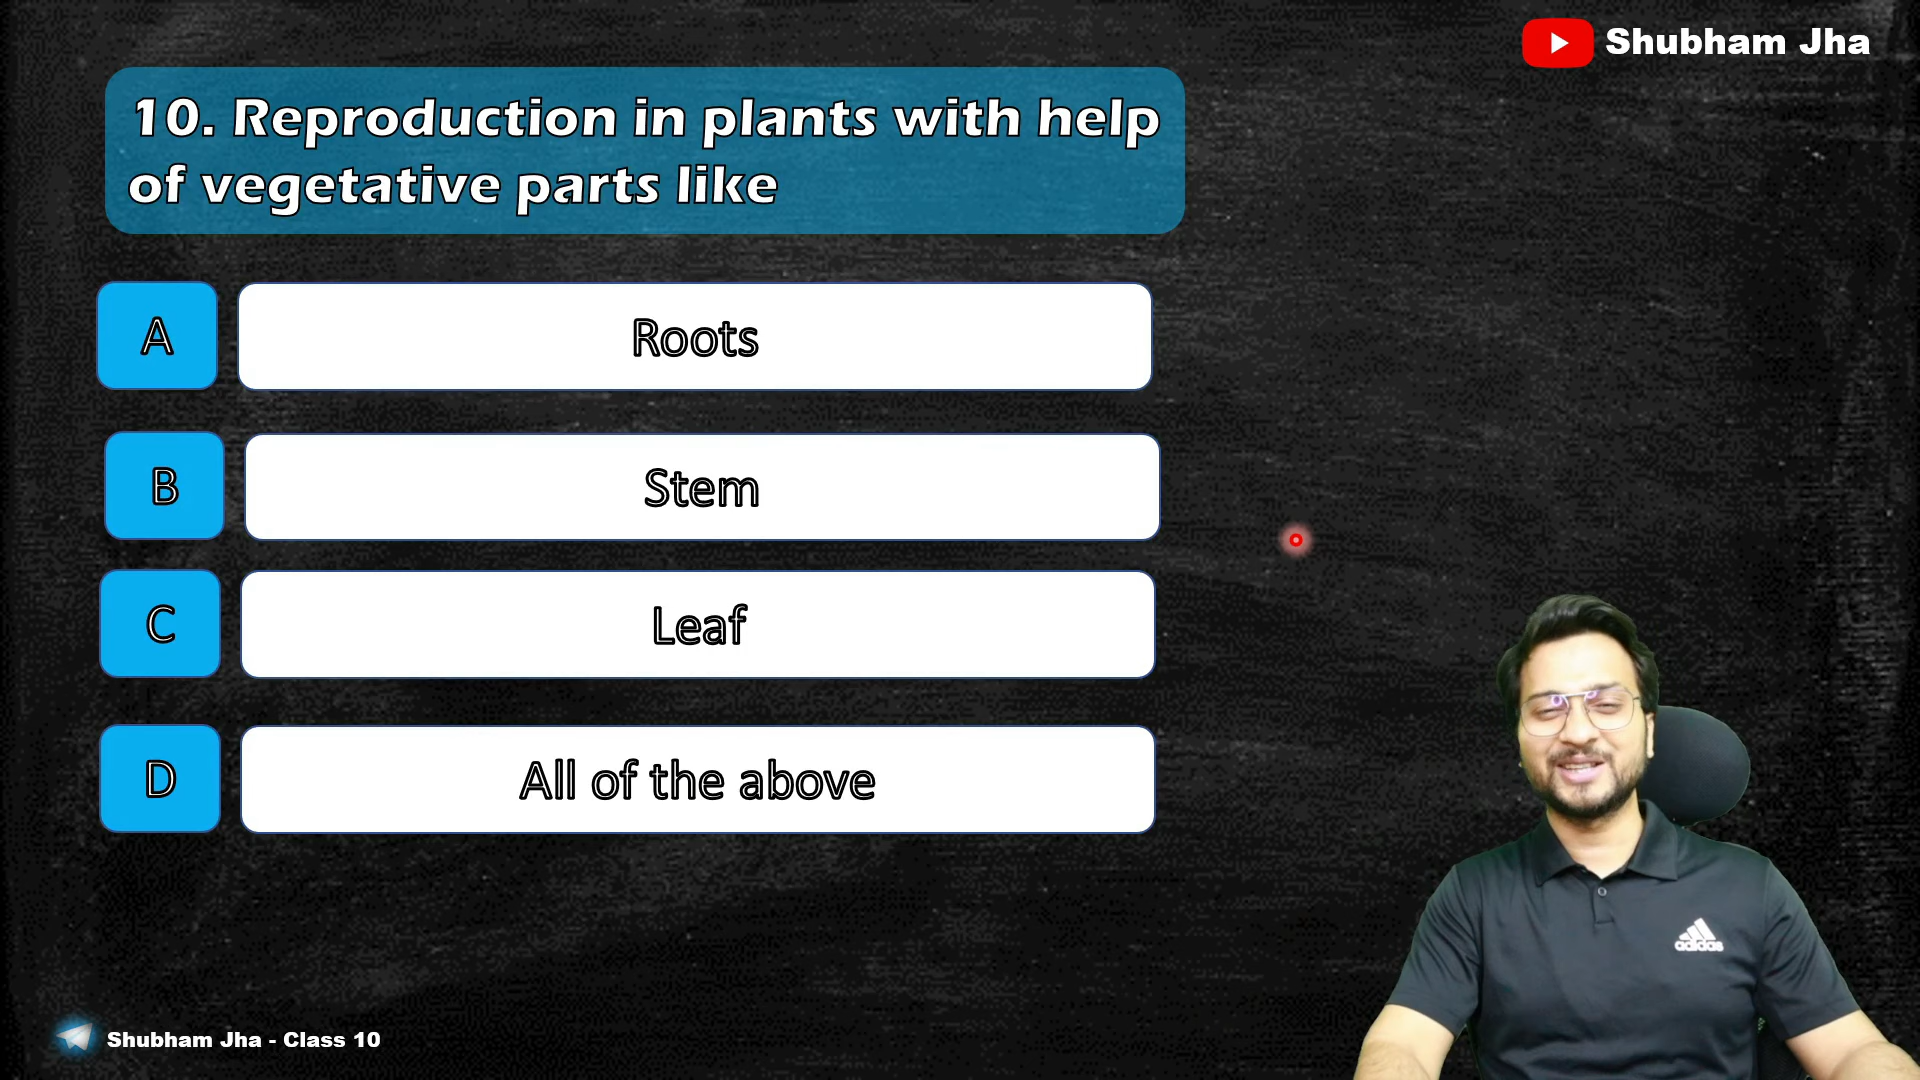 Shubham Jha
10. Reproduction in plants with help
of vegetative parts like
A
Roots
B
Stem
C
Leaf
D
All of the above
adidas
Shubham Jha - Class 10